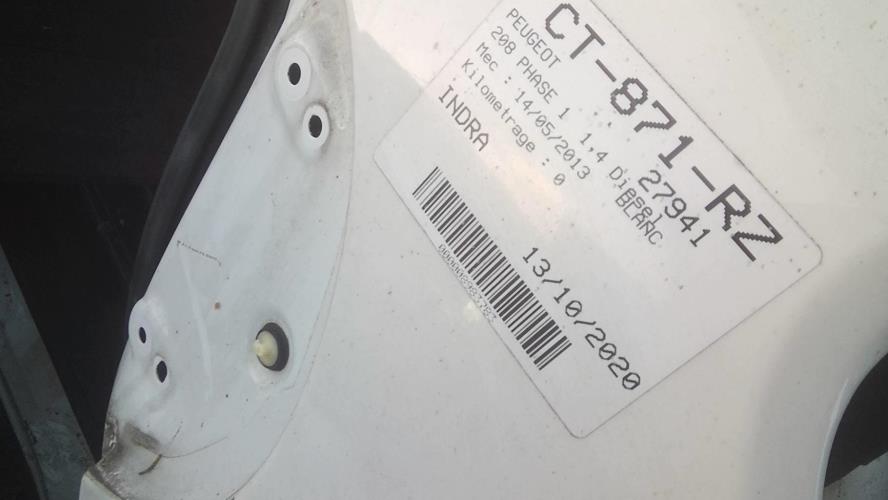 CT-871-RZ
27941
PEUGEOT
208 PHASE 1 1,4 Diesel
Mec : 14/05/2013 BLANC
Kilometrage : 0
INDRA
13/10/2020